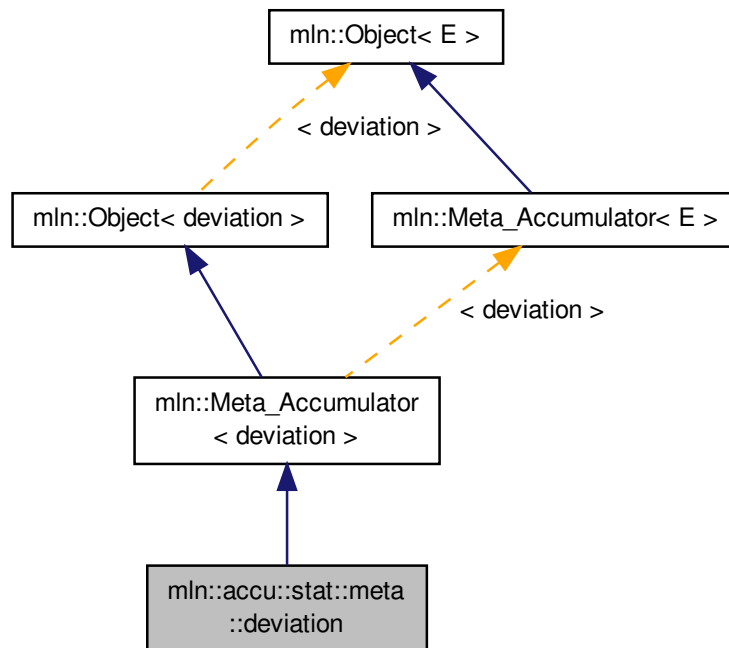 mln::Object< E >
< deviation >
mln::Object< deviation >
mln::Meta_Accumulator< E >
< deviation >
mln::Meta_Accumulator
< deviation >
mln::accu::stat::meta
::deviation